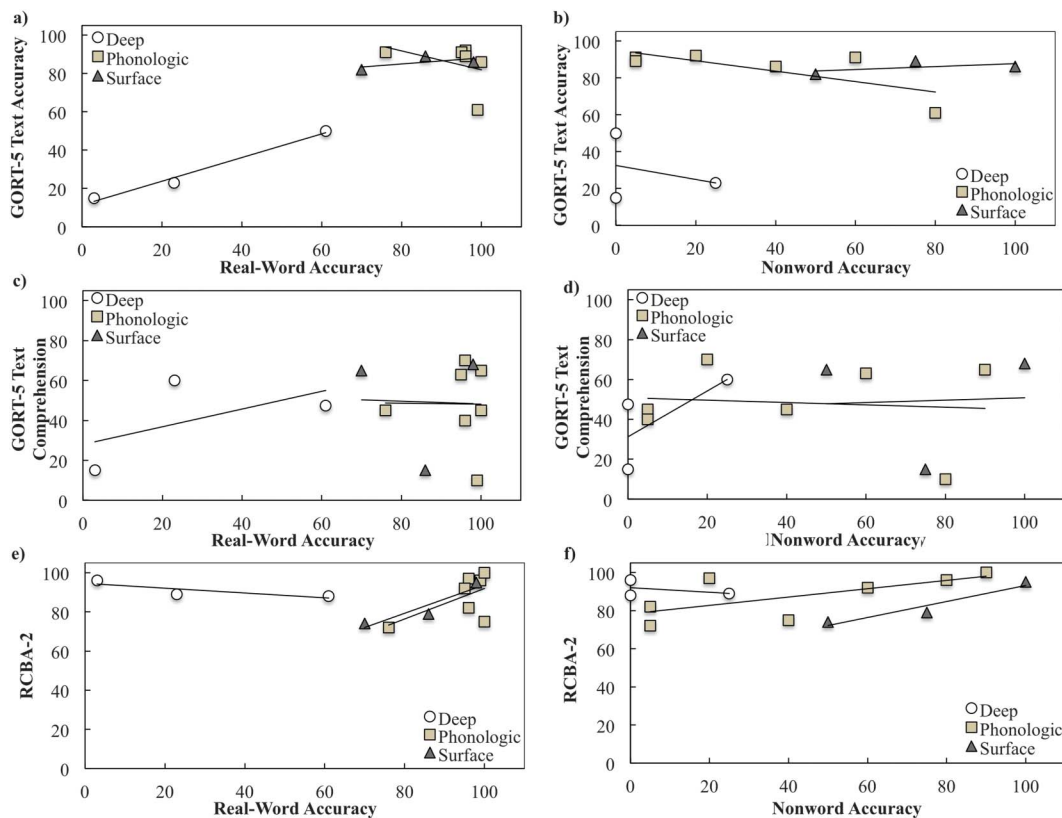 a)
GORT-5 Text Accuracy
100
80
60
40
20
0
Deep
Phonologic
Surface
0 20 40 60 80 100
Real-Word Accuracy
b)
GORT-5 Text Accuracy
100
80
60
40
20
0
Deep
Phonologic
Surface
0 20 40 60 80 100
Nonword Accuracy
c)
GORT-5 Text
Comprehension
100
80
60
40
20
0
Deep
Phonologic
Surface
0 20 40 60 80 100
Real-Word Accuracy
d)
GORT-5 Text
Comprehension
100
80
60
40
20
0
Deep
Phonologic
Surface
0 20 40 60 80 100
Nonword Accuracy
e)
RCBA-2
100
80
60
40
20
0
Deep
Phonologic
Surface
0 20 40 60 80 100
Real-Word Accuracy
f)
RCBA-2
100
80
60
40
20
0
Deep
Phonologic
Surface
0 20 40 60 80 100
Nonword Accuracy